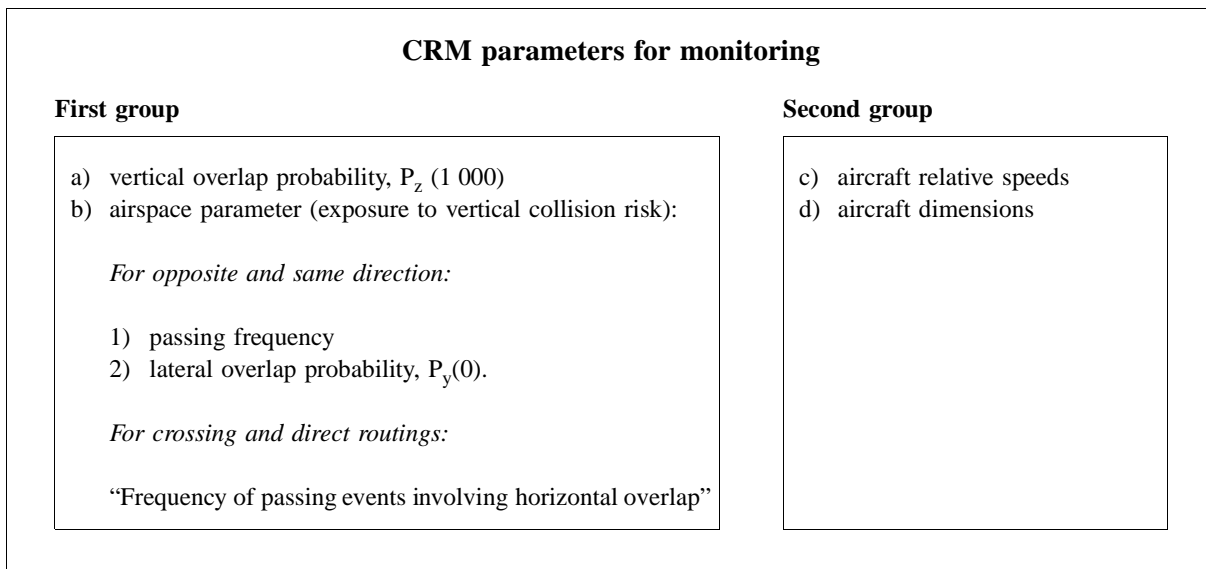 CRM parameters for monitoring
First group
a) vertical overlap probability, P_z (1 000)
b) airspace parameter (exposure to vertical collision risk):
For opposite and same direction:
1) passing frequency
2) lateral overlap probability, P_y(0).
For crossing and direct routings:
“Frequency of passing events involving horizontal overlap”
Second group
c) aircraft relative speeds
d) aircraft dimensions